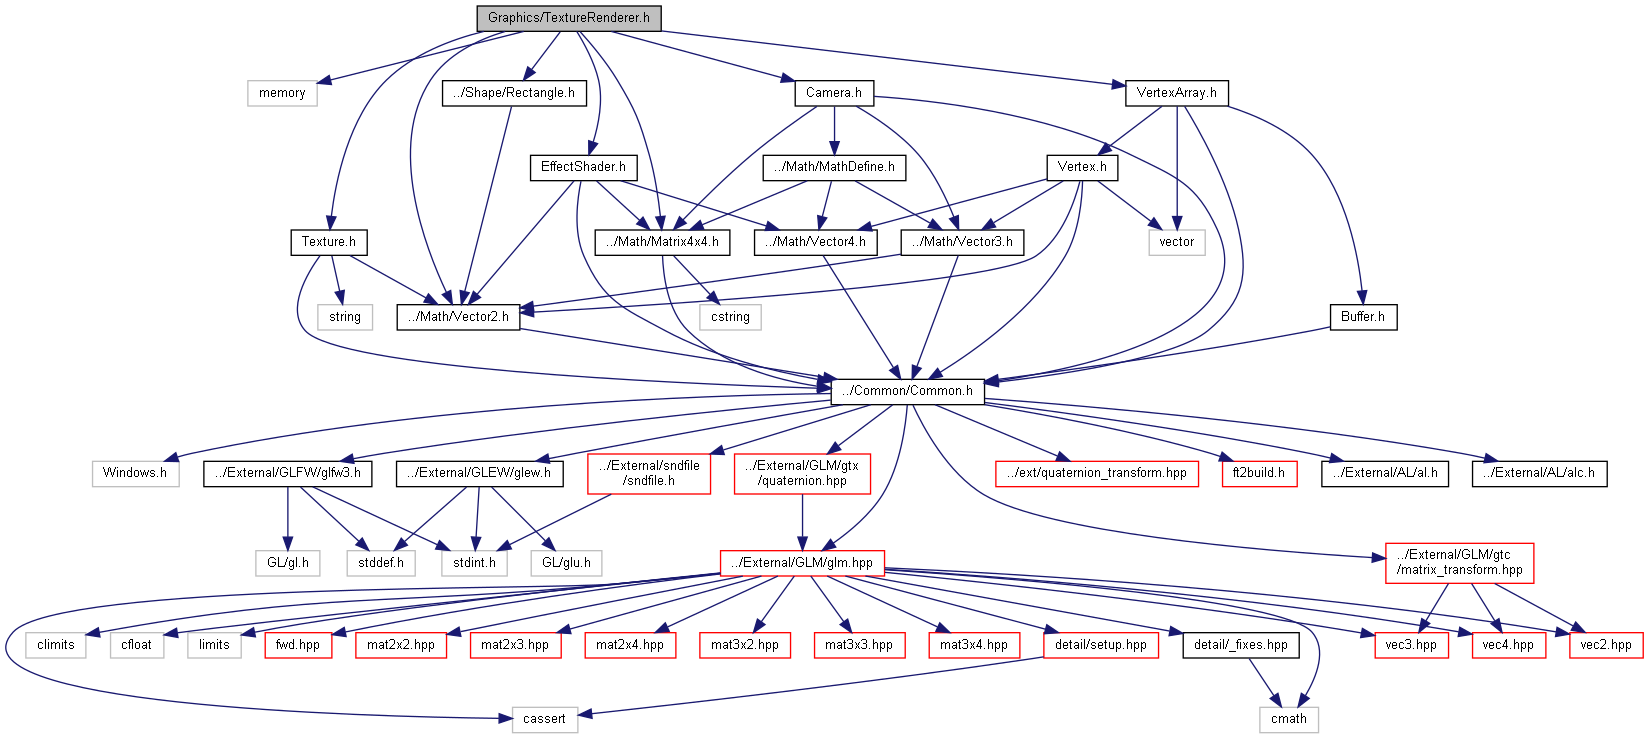 Graphics/TextureRenderer.h
memory
../Shape/Rectangle.h
Camera.h
VertexArray.h
EffectShader.h
../Math/MathDefine.h
Vertex.h
Texture.h
../Math/Matrix4x4.h
../Math/Vector4.h
../Math/Vector3.h
vector
string
../Math/Vector2.h
cstring
Buffer.h
../Common/Common.h
Windows.h
../External/GLFW/glfw3.h
../External/GLEW/glew.h
../External/sndfile
/sndfile.h
../External/GLM/gtx
/quaternion.hpp
../ext/quaternion_transform.hpp
ft2build.h
../External/AL/al.h
../External/AL/alc.h
GL/gl.h
stddef.h
stdint.h
GL/glu.h
../External/GLM/glm.hpp
../External/GLM/gtc
/matrix_transform.hpp
climits
cfloat
limits
fwd.hpp
mat2x2.hpp
mat2x3.hpp
mat2x4.hpp
mat3x2.hpp
mat3x3.hpp
mat3x4.hpp
detail/setup.hpp
detail/_fixes.hpp
vec3.hpp
vec4.hpp
vec2.hpp
cassert
cmath